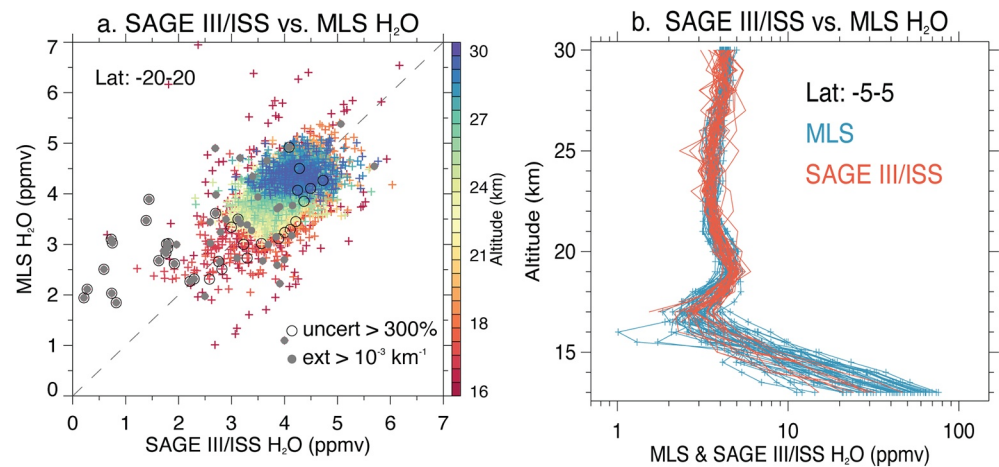 a. SAGE III/ISS vs. MLS H₂O
7
6
5
4
3
2
1
0
MLS H₂O (ppmv)
Lat: -20-20
uncert > 300%
ext > 10⁻³ km⁻¹
0 1 2 3 4 5 6 7
SAGE III/ISS H₂O (ppmv)
30
27
24
21
18
16
Altitude (km)
b. SAGE III/ISS vs. MLS H₂O
30
25
20
15
Altitude (km)
Lat: -5-5
MLS
SAGE III/ISS
1 10 100
MLS & SAGE III/ISS H₂O (ppmv)